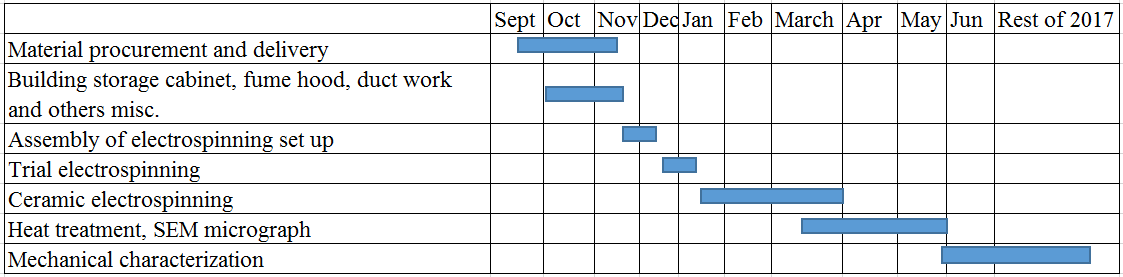 Sept Oct Nov Dec Jan Feb March Apr May Jun Rest of 2017
Material procurement and delivery
Building storage cabinet, fume hood, duct work
and others misc.
Assembly of electrospinning set up
Trial electrospinning
Ceramic electrospinning
Heat treatment, SEM micrograph
Mechanical characterization